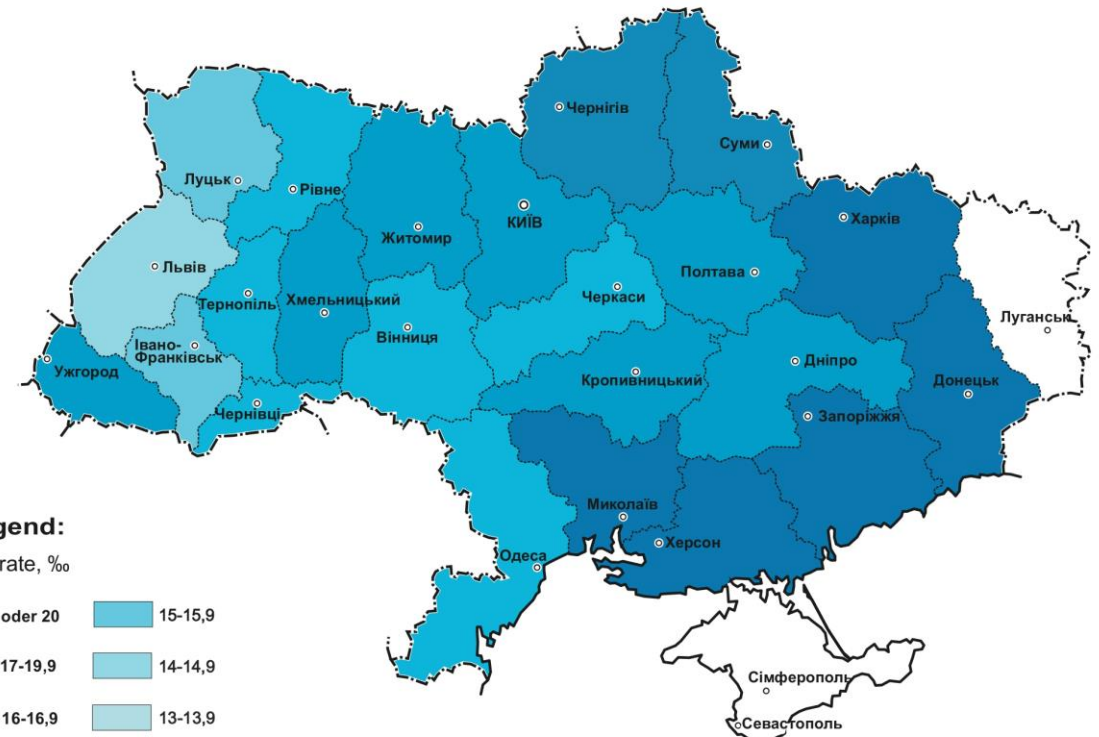 Чернігів
Суми
Луцьк
Рівне
КИЇВ
Житомир
Харків
Львів
Полтава
Тернопіль
Хмельницький
Черкаси
Луганськ
Вінниця
Івано-
Франківськ
Ужгород
Дніпро
Кропивницький
Донецьк
Чернівці
Запоріжжя
Миколаїв
Херсон
Одеса
gend:
rate, ‰
oder 20
15-15,9
17-19,9
14-14,9
16-16,9
13-13,9
Сімферополь
Севастополь